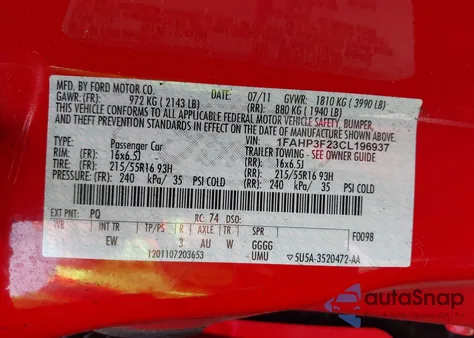 MFD. BY FORD MOTOR CO. DATE: 07/11 GVWR: 1810 KG ( 3990 LB)
GAWR: (FR): 972 KG ( 2143 LB) (RR): 880 KG ( 1940 LB)
THIS VEHICLE CONFORMS TO ALL APPLICABLE FEDERAL MOTOR VEHICLE SAFETY, BUMPER,
AND THEFT PREVENTION STANDARDS IN EFFECT ON THE DATE OF MANUFACTURE SHOWN ABOVE.
VIN: 1FAHP3F23CL196937
TYPE: Passenger Car TRAILER TOWING - SEE OWNER GUIDE
RIM: (FR): 16x6.5J (RR): 16x6.5J
TIRE: (FR): 215/55R16 93H (RR): 215/55R16 93H
PRESSURE: (FR): 240 kPa/ 35 PSI COLD (RR): 240 kPa/ 35 PSI COLD
EXT PNT: PQ RC: 74 DSO:
WB INT TR TP/PS R AXLE TR SPR F0098
EW 3 AU W GGGG
1201107203653 UMU 5U5A-3520472-AA
autoSnap